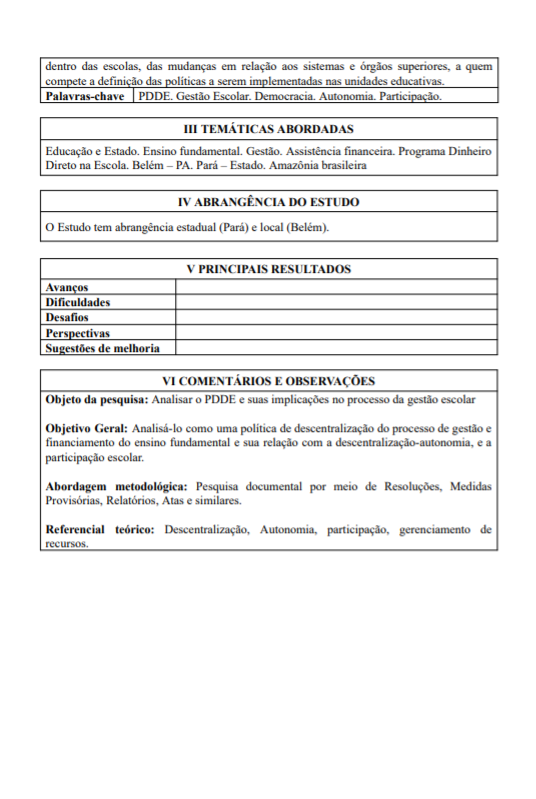 dentro das escolas, das mudanças em relação aos sistemas e órgãos superiores, a quem
compete a definição das políticas a serem implementadas nas unidades educativas.
Palavras-chave PDDE. Gestão Escolar. Democracia. Autonomia. Participação.
III TEMÁTICAS ABORDADAS
Educação e Estado. Ensino fundamental. Gestão. Assistência financeira. Programa Dinheiro
Direto na Escola. Belém – PA. Pará – Estado. Amazônia brasileira
IV ABRANGÊNCIA DO ESTUDO
O Estudo tem abrangência estadual (Pará) e local (Belém).
V PRINCIPAIS RESULTADOS
Avanços
Dificuldades
Desafios
Perspectivas
Sugestões de melhoria
VI COMENTÁRIOS E OBSERVAÇÕES
Objeto da pesquisa: Analisar o PDDE e suas implicações no processo da gestão escolar
Objetivo Geral: Analisá-lo como uma política de descentralização do processo de gestão e
financiamento do ensino fundamental e sua relação com a descentralização-autonomia, e a
participação escolar.
Abordagem metodológica: Pesquisa documental por meio de Resoluções, Medidas
Provisórias, Relatórios, Atas e similares.
Referencial teórico: Descentralização, Autonomia, participação, gerenciamento de
recursos.